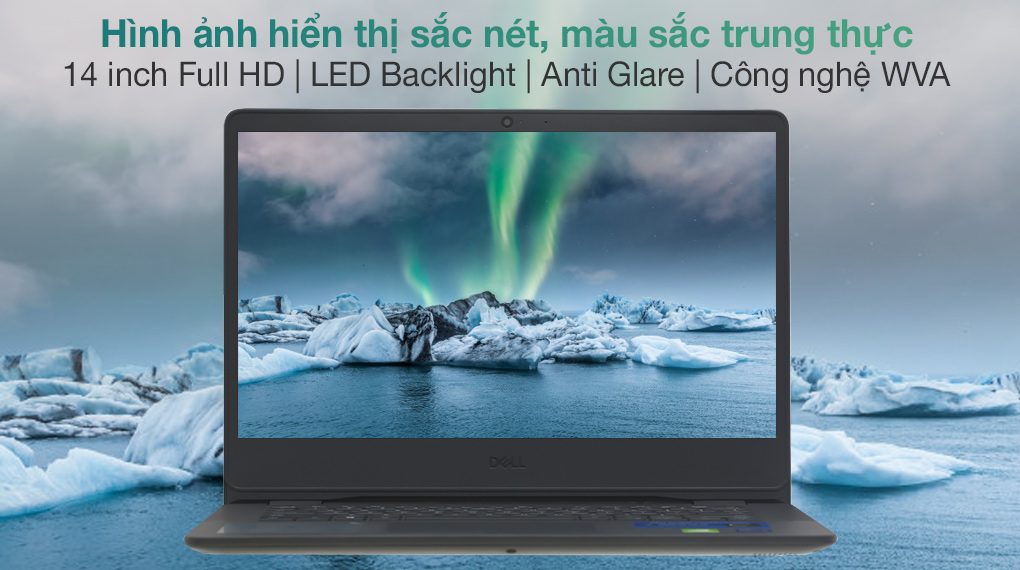 Hình ảnh hiển thị sắc nét, màu sắc trung thực
14 inch Full HD | LED Backlight | Anti Glare | Công nghệ WVA
DELL